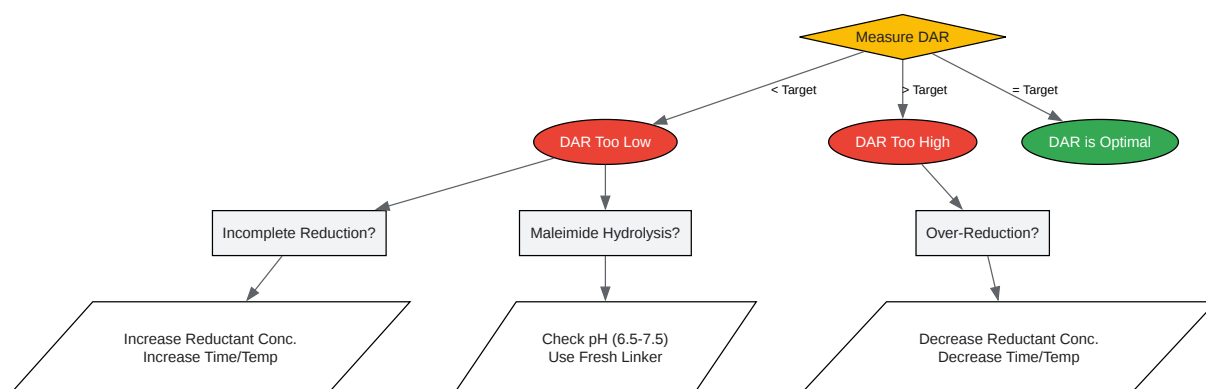 Measure DAR
< Target
> Target
= Target
DAR Too Low
DAR Too High
DAR is Optimal
Incomplete Reduction?
Maleimide Hydrolysis?
Over-Reduction?
Increase Reductant Conc.
Increase Time/Temp
Check pH (6.5-7.5)
Use Fresh Linker
Decrease Reductant Conc.
Decrease Time/Temp